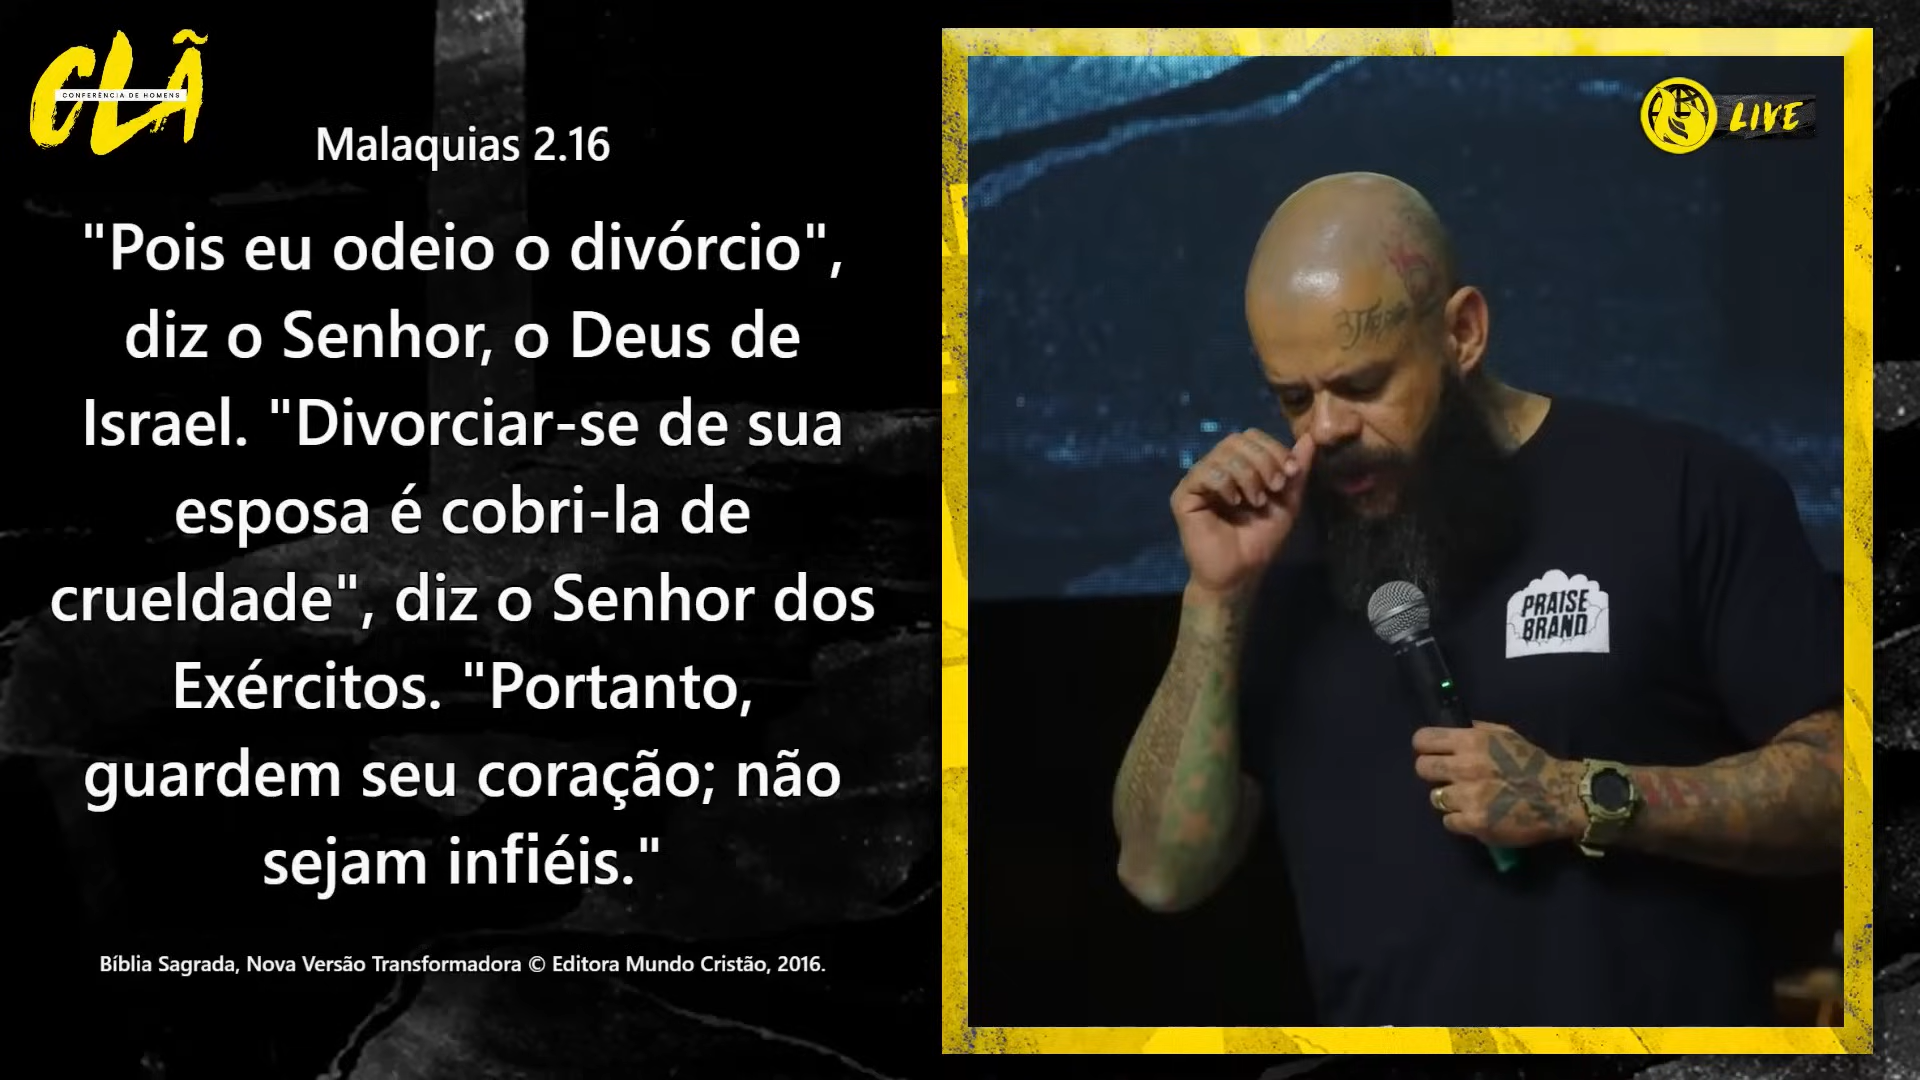 CLÃ
CONFERÊNCIA DE HOMENS
Malaquias 2.16
"Pois eu odeio o divórcio",
diz o Senhor, o Deus de
Israel. "Divorciar-se de sua
esposa é cobri-la de
crueldade", diz o Senhor dos
Exércitos. "Portanto,
guardem seu coração; não
sejam infiéis."
Bíblia Sagrada, Nova Versão Transformadora © Editora Mundo Cristão, 2016.
LIVE
PRAISE
BRAND